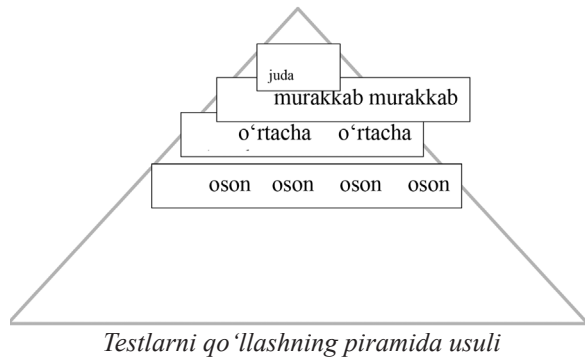 juda
murakkab murakkab
o‘rtacha o‘rtacha
oson oson oson oson
Testlarni qo‘llashning piramida usuli